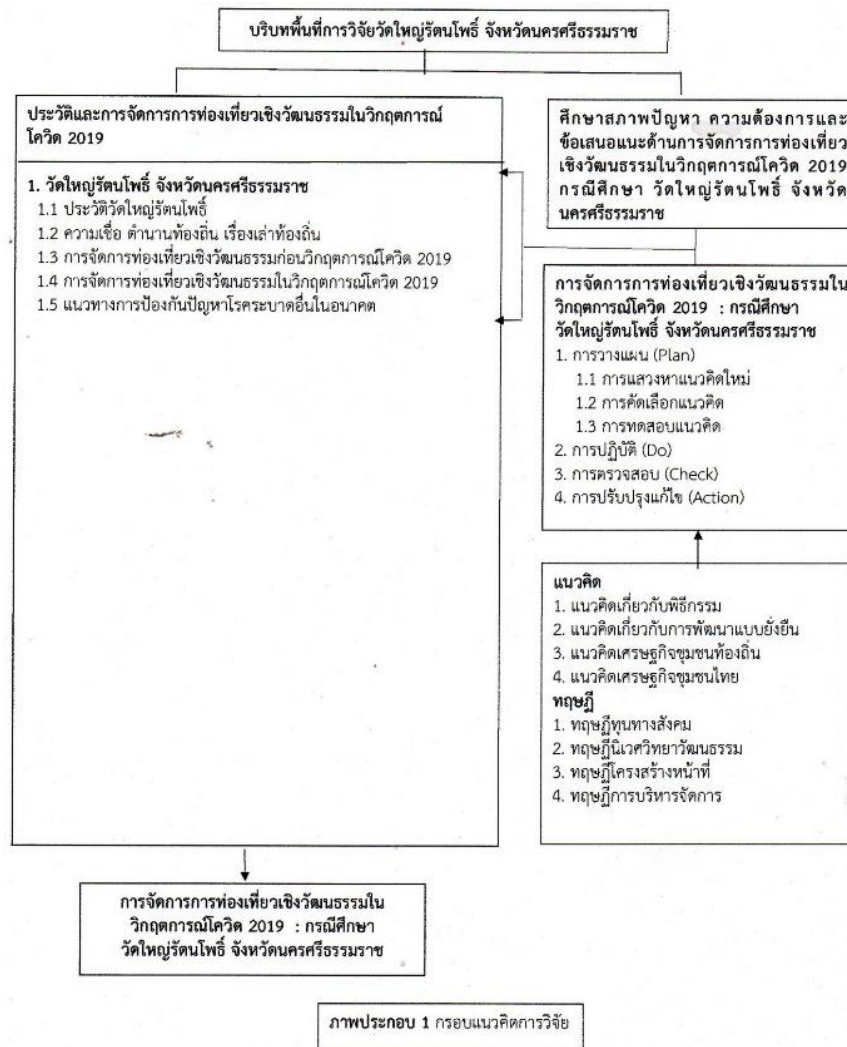 บริบทพื้นที่การวิจัยวัดใหญ่รัตนโพธิ์ จังหวัดนครศรีธรรมราช
ประวัติและการจัดการการท่องเที่ยวเชิงวัฒนธรรมในวิกฤตการณ์
โควิด 2019
1. วัดใหญ่รัตนโพธิ์ จังหวัดนครศรีธรรมราช
1.1 ประวัติวัดใหญ่รัตนโพธิ์
1.2 ความเชื่อ ตำนานท้องถิ่น เรื่องเล่าท้องถิ่น
1.3 การจัดการท่องเที่ยวเชิงวัฒนธรรมก่อนวิกฤตการณ์โควิด 2019
1.4 การจัดการท่องเที่ยวเชิงวัฒนธรรมในวิกฤตการณ์โควิด 2019
1.5 แนวทางการป้องกันปัญหาโรคระบาดอื่นในอนาคต
ศึกษาสภาพปัญหา ความต้องการและ
ข้อเสนอแนะด้านการจัดการการท่องเที่ยว
เชิงวัฒนธรรมในวิกฤตการณ์โควิด 2019
กรณีศึกษา วัดใหญ่รัตนโพธิ์ จังหวัด
นครศรีธรรมราช
การจัดการการท่องเที่ยวเชิงวัฒนธรรมใน
วิกฤตการณ์โควิด 2019 : กรณีศึกษา
วัดใหญ่รัตนโพธิ์ จังหวัดนครศรีธรรมราช
1. การวางแผน (Plan)
1.1 การแสวงหาแนวคิดใหม่
1.2 การคัดเลือกแนวคิด
1.3 การทดสอบแนวคิด
2. การปฏิบัติ (Do)
3. การตรวจสอบ (Check)
4. การปรับปรุงแก้ไข (Action)
แนวคิด
1. แนวคิดเกี่ยวกับพิธีกรรม
2. แนวคิดเกี่ยวกับการพัฒนาแบบยั่งยืน
3. แนวคิดเศรษฐกิจชุมชนท้องถิ่น
4. แนวคิดเศรษฐกิจชุมชนไทย
ทฤษฎี
1. ทฤษฎีทุนทางสังคม
2. ทฤษฎีนิเวศวิทยาวัฒนธรรม
3. ทฤษฎีโครงสร้างหน้าที่
4. ทฤษฎีการบริหารจัดการ
การจัดการการท่องเที่ยวเชิงวัฒนธรรมใน
วิกฤตการณ์โควิด 2019 : กรณีศึกษา
วัดใหญ่รัตนโพธิ์ จังหวัดนครศรีธรรมราช
ภาพประกอบ 1 กรอบแนวคิดการวิจัย